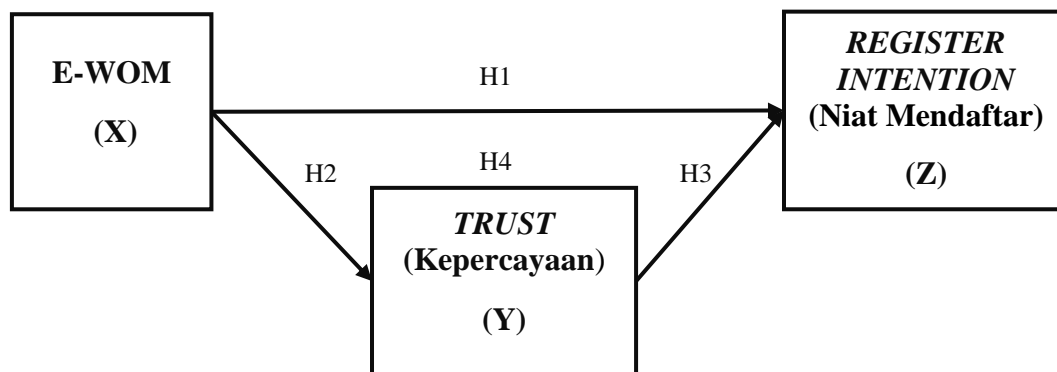 E-WOM
(X)
H1
REGISTER
INTENTION
(Niat Mendaftar)
(Z)
H2
H4
H3
TRUST
(Kepercayaan)
(Y)